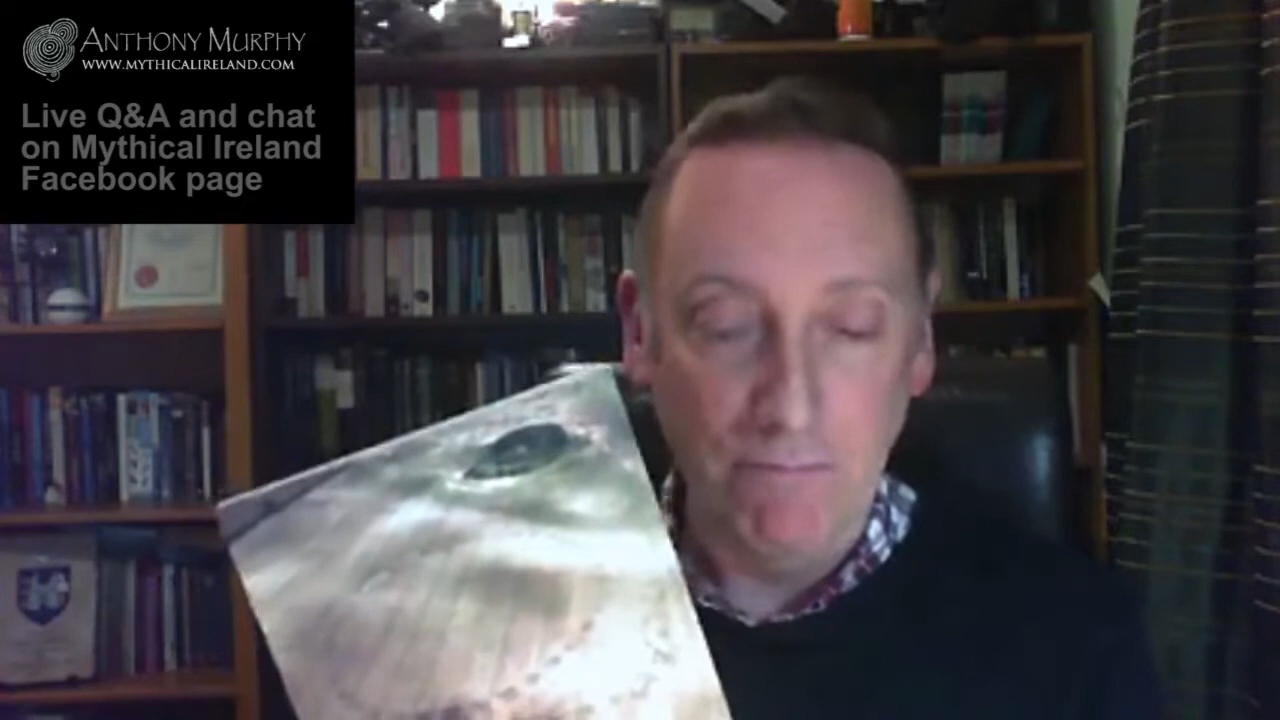 ANTHONY MURPHY
WWW.MYTHICALIRELAND.COM
Live Q&A and chat
on Mythical Ireland
Facebook page